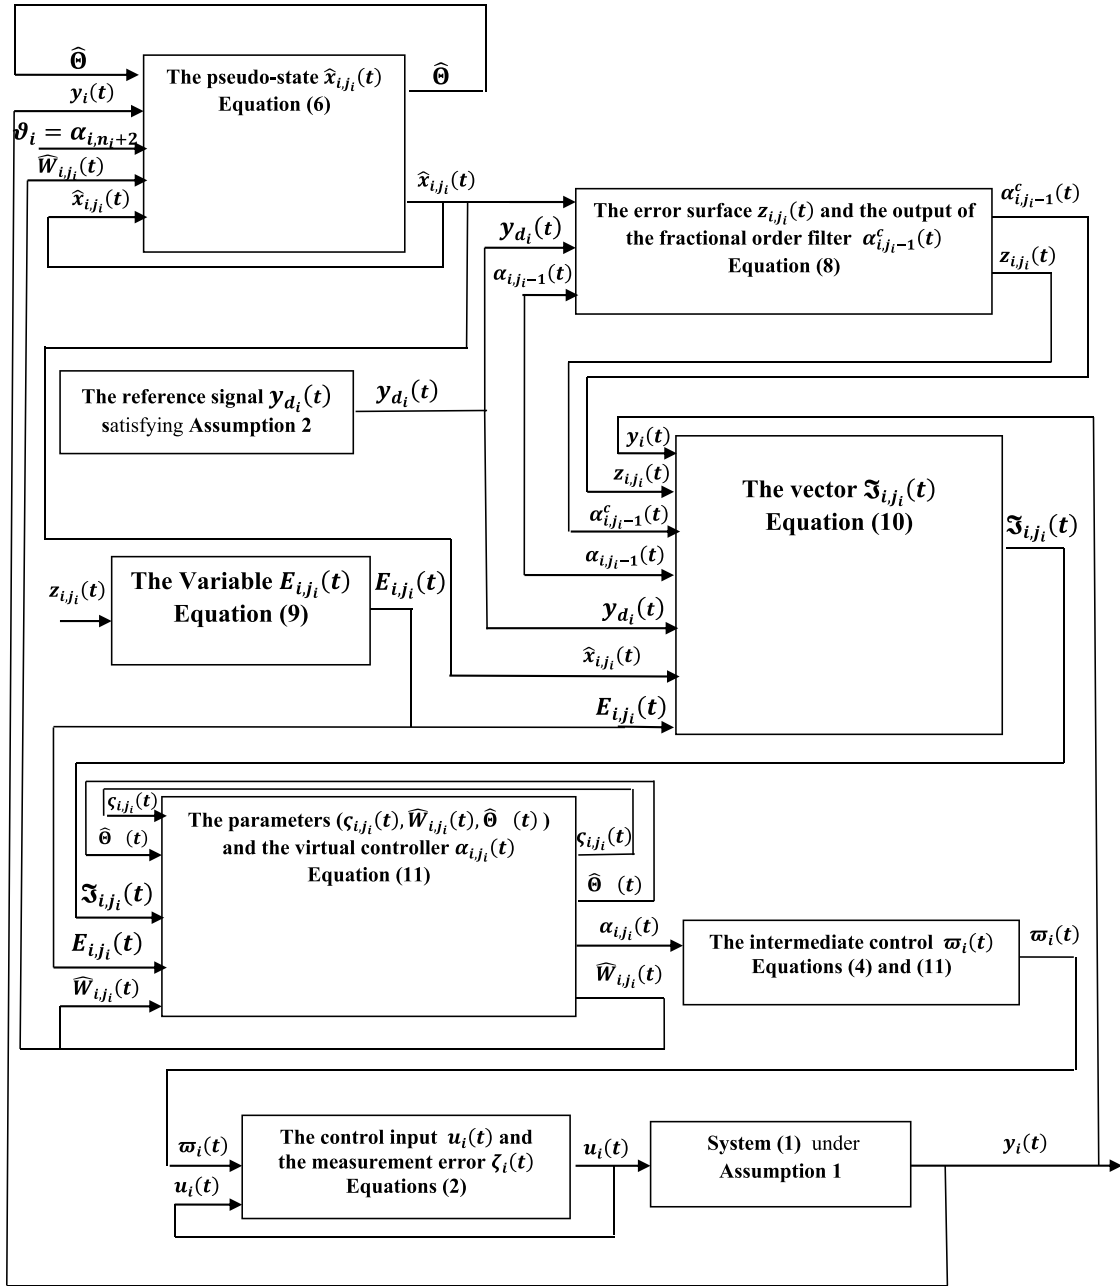 Θ̂
The pseudo-state x̂_{i,j_i}(t)
Equation (6)
Θ̂
y_i(t)
ϑ_i = α_{i,n_i+2}
Ŵ_{i,j_i}(t)
x̂_{i,j_i}(t)
x̂_{i,j_i}(t)
The error surface z_{i,j_i}(t) and the output of
the fractional order filter α^c_{i,j_i−1}(t)
Equation (8)
y_{d_i}(t)
α_{i,j_i−1}(t)
α^c_{i,j_i−1}(t)
z_{i,j_i}(t)
The reference signal y_{d_i}(t)
satisfying Assumption 2
y_{d_i}(t)
y_i(t)
z_{i,j_i}(t)
α^c_{i,j_i−1}(t)
α_{i,j_i−1}(t)
y_{d_i}(t)
x̂_{i,j_i}(t)
E_{i,j_i}(t)
The vector ℑ_{i,j_i}(t)
Equation (10)
ℑ_{i,j_i}(t)
z_{i,j_i}(t)
The Variable E_{i,j_i}(t)
Equation (9)
E_{i,j_i}(t)
ς_{i,j_i}(t)
Θ̂ (t)
ℑ_{i,j_i}(t)
E_{i,j_i}(t)
Ŵ_{i,j_i}(t)
The parameters (ς_{i,j_i}(t), Ŵ_{i,j_i}(t), Θ̂ (t) )
and the virtual controller α_{i,j_i}(t)
Equation (11)
ς_{i,j_i}(t)
Θ̂ (t)
α_{i,j_i}(t)
Ŵ_{i,j_i}(t)
The intermediate control ϖ_i(t)
Equations (4) and (11)
ϖ_i(t)
ϖ_i(t)
u_i(t)
The control input u_i(t) and
the measurement error ζ_i(t)
Equations (2)
u_i(t)
System (1) under
Assumption 1
y_i(t)